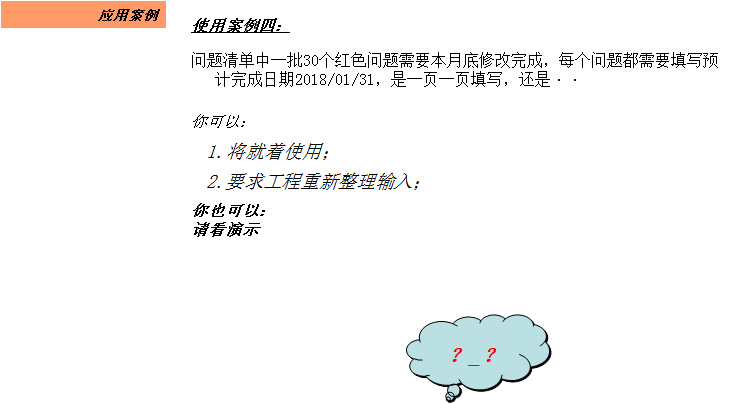 应用案例
使用案例四：
问题清单中一批30个红色问题需要本月底修改完成，每个问题都需要填写预
计完成日期2018/01/31，是一页一页填写，还是··
你可以：
1.将就着使用；
2.要求工程重新整理输入；
你也可以：
请看演示
？_？